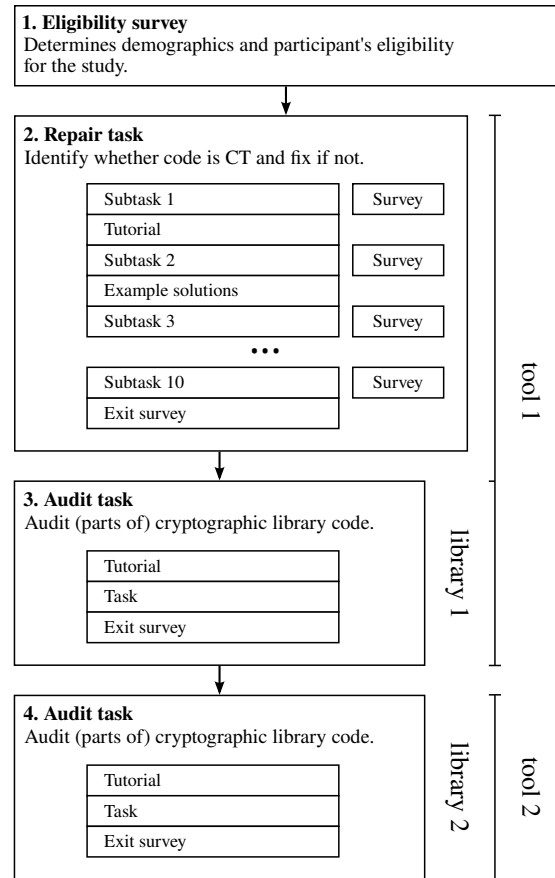 1. Eligibility survey
Determines demographics and participant's eligibility
for the study.
2. Repair task
Identify whether code is CT and fix if not.
Subtask 1
Survey
Tutorial
Subtask 2
Survey
Example solutions
Subtask 3
Survey
...
Subtask 10
Survey
Exit survey
tool 1
3. Audit task
Audit (parts of) cryptographic library code.
Tutorial
Task
Exit survey
library 1
4. Audit task
Audit (parts of) cryptographic library code.
Tutorial
Task
Exit survey
library 2
tool 2